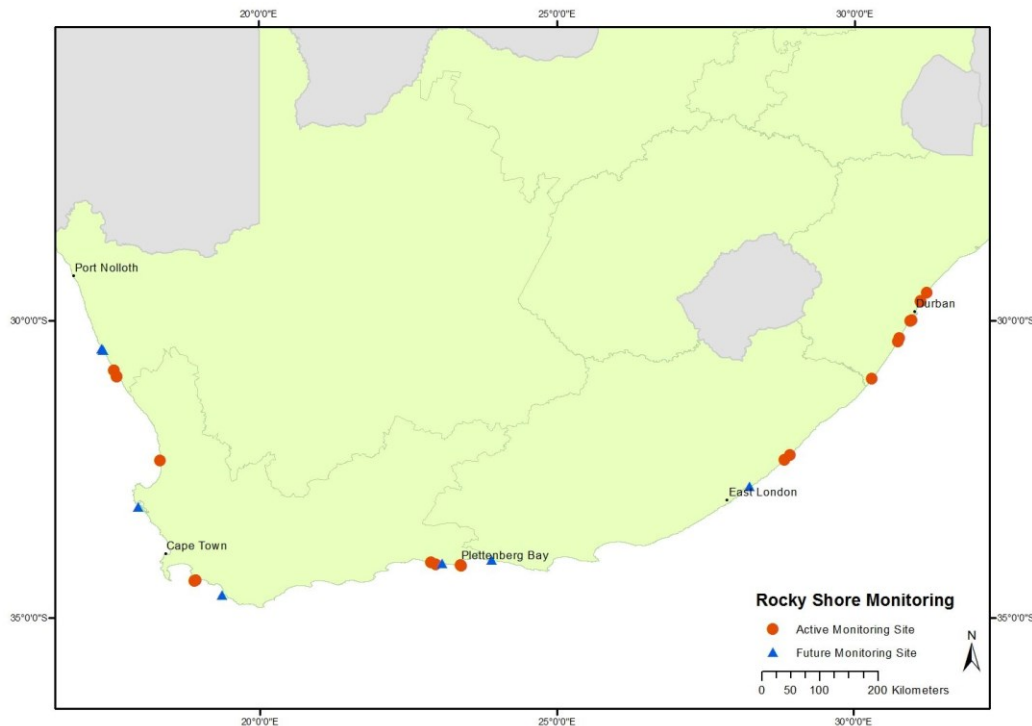 20°0'0"E
25°0'0"E
30°0'0"E
Port Nolloth
Durban
30°0'0"S
30°0'0"S
East London
Cape Town
Plettenberg Bay
Rocky Shore Monitoring
35°0'0"S
35°0'0"S
Active Monitoring Site
N
Future Monitoring Site
0 50 100 200 Kilometers
20°0'0"E
25°0'0"E
30°0'0"E